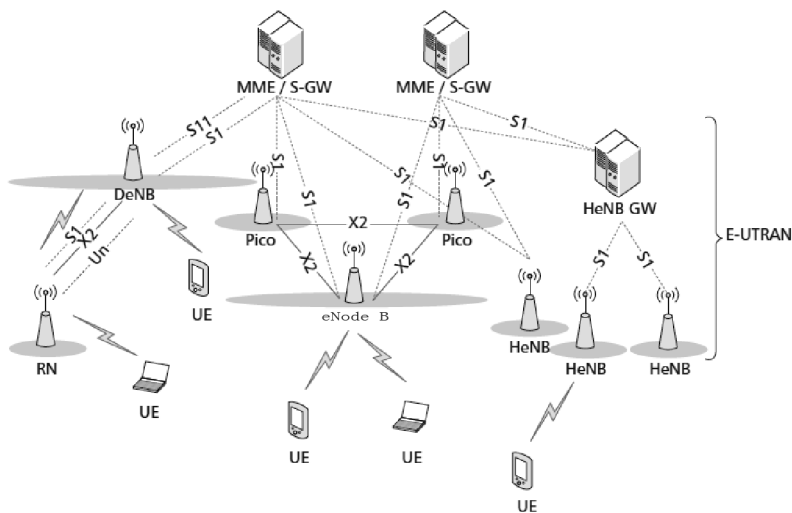 MME / S-GW
MME / S-GW
S11
S1
S1
S1
DeNB
S1
S1
HeNB GW
S1
S1
S1
S1
S1
X2
Pico
Pico
E-UTRAN
S1
X2
Un
X2
X2
S1
S1
UE
eNode B
RN
HeNB
HeNB
HeNB
UE
UE
UE
UE